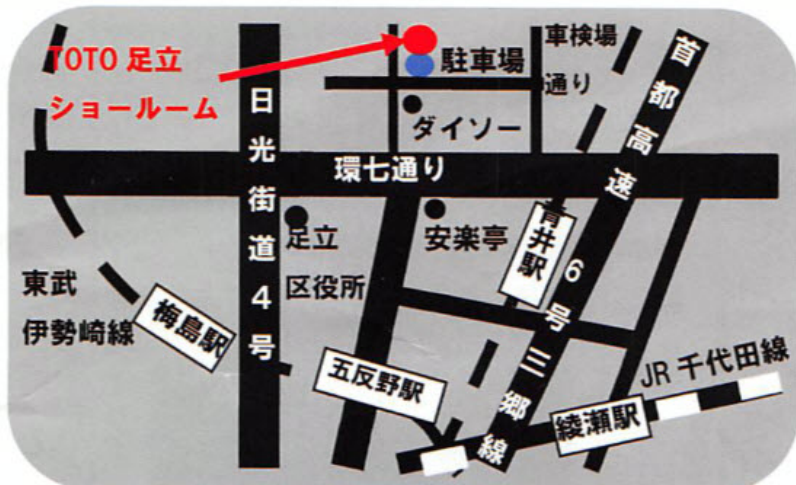 TOTO 足立
ショールーム
駐車場
車検場
通り
ダイソー
首都高速 6号三郷線
日光街道4号
環七通り
足立
区役所
安楽亭
青井駅
東武
伊勢崎線
梅島駅
五反野駅
JR 千代田線
綾瀬駅